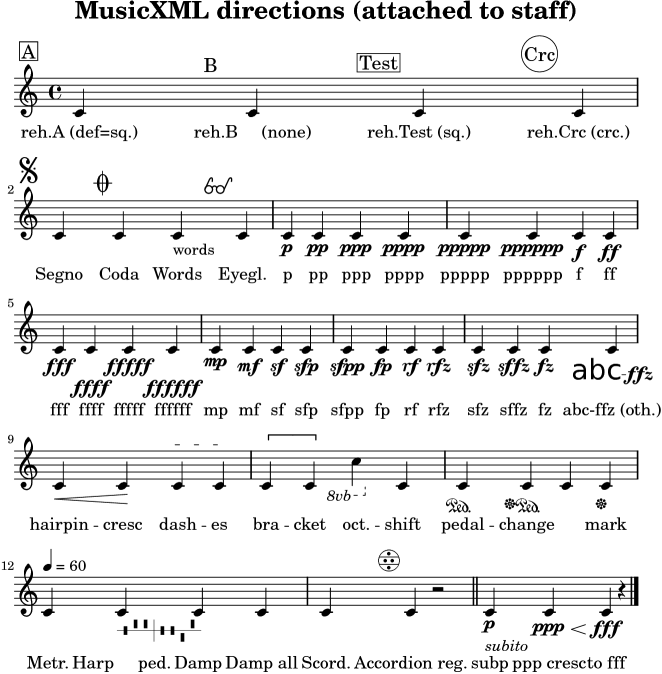 MusicXML directions (attached to staff)
A B Test Crc
reh.A (def=sq.) reh.B (none) reh.Test (sq.) reh.Crc (crc.)
2
words p pp ppp pppp ppppp pppppp f ff
Segno Coda Words Eyegl. p pp ppp pppp ppppp pppppp f ff
5
fff ffff fffff ffffff mp mf sf sfp sfpp fp rf rfz sfz sffz fz abc-ffz
fff ffff fffff ffffff mp mf sf sfp sfpp fp rf rfz sfz sffz fz abc-ffz (oth.)
9
8vb Ped. Ped.
hairpin - cresc dash - es bra - cket oct. - shift pedal - change mark
12 = 60
p ppp < fff
subito
Metr. Harp ped. Damp Damp all Scord. Accordion reg. subp ppp crescto fff